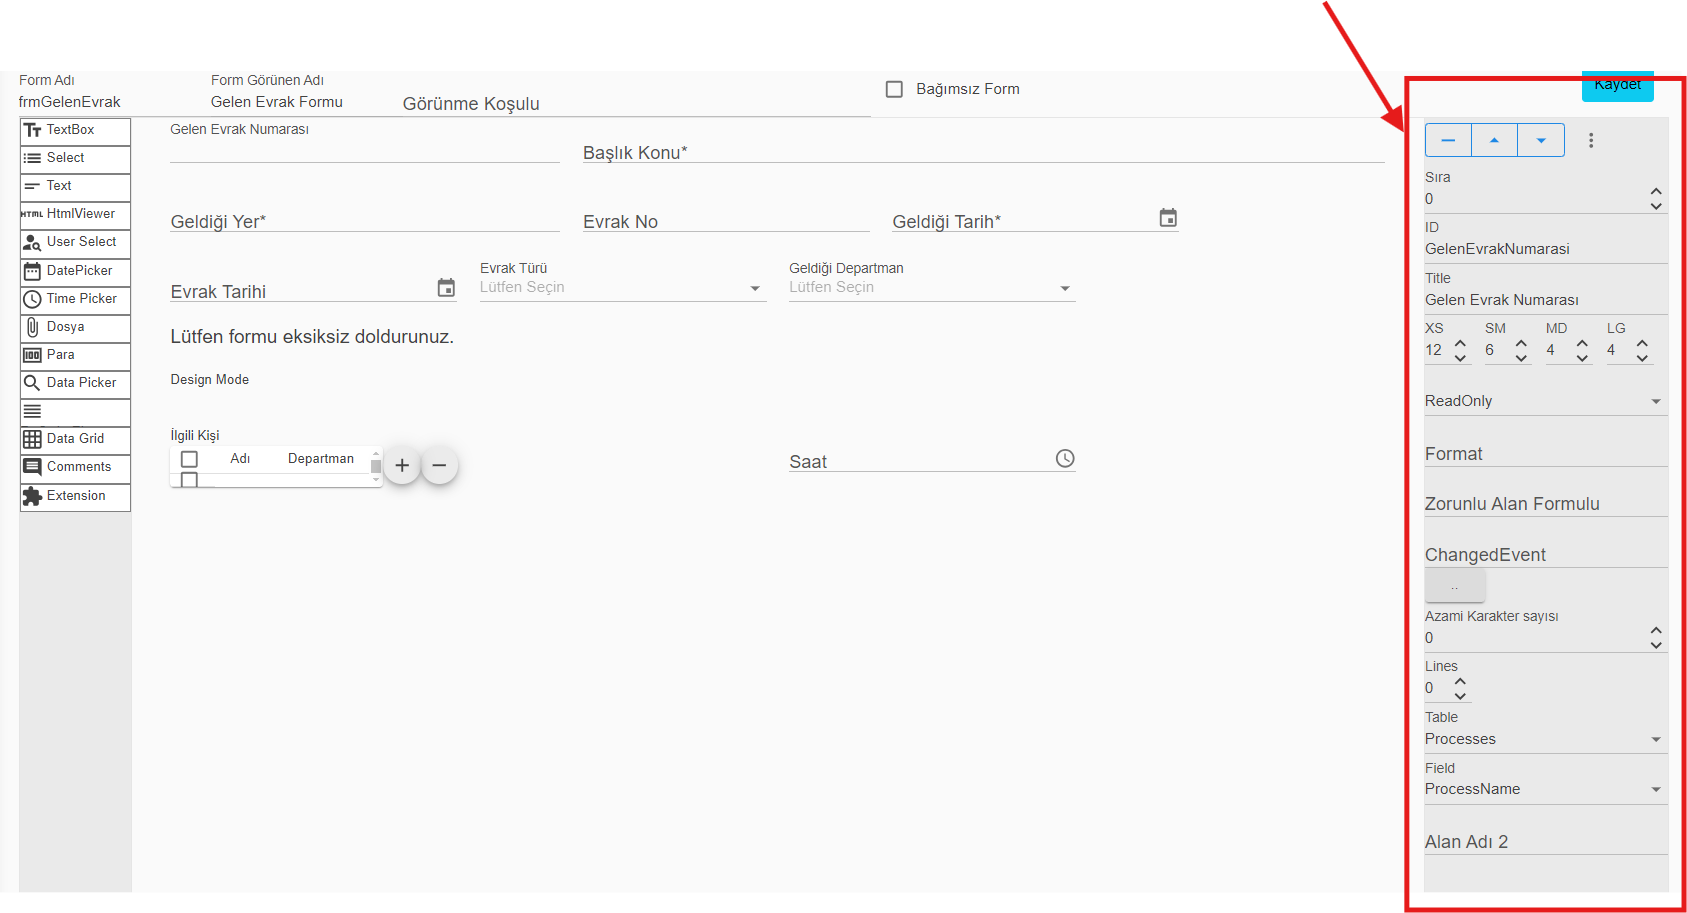 Form Adı
frmGelenEvrak
Form Görünen Adı
Gelen Evrak Formu
Görünme Koşulu
Bağımsız Form
Kaydet
TextBox
Select
Text
HTML HtmlViewer
User Select
DatePicker
Time Picker
Dosya
Para
Data Picker
Data Grid
Comments
Extension
Gelen Evrak Numarası
Başlık Konu*
Geldiği Yer*
Evrak No
Geldiği Tarih*
Evrak Tarihi
Evrak Türü
Lütfen Seçin
Geldiği Departman
Lütfen Seçin
Lütfen formu eksiksiz doldurunuz.
Design Mode
İlgili Kişi
Adı Departman
Saat
Sıra
0
ID
GelenEvrakNumarasi
Title
Gelen Evrak Numarası
XS SM MD LG
12 6 4 4
ReadOnly
Format
Zorunlu Alan Formulu
ChangedEvent
..
Azami Karakter sayısı
0
Lines
0
Table
Processes
Field
ProcessName
Alan Adı 2